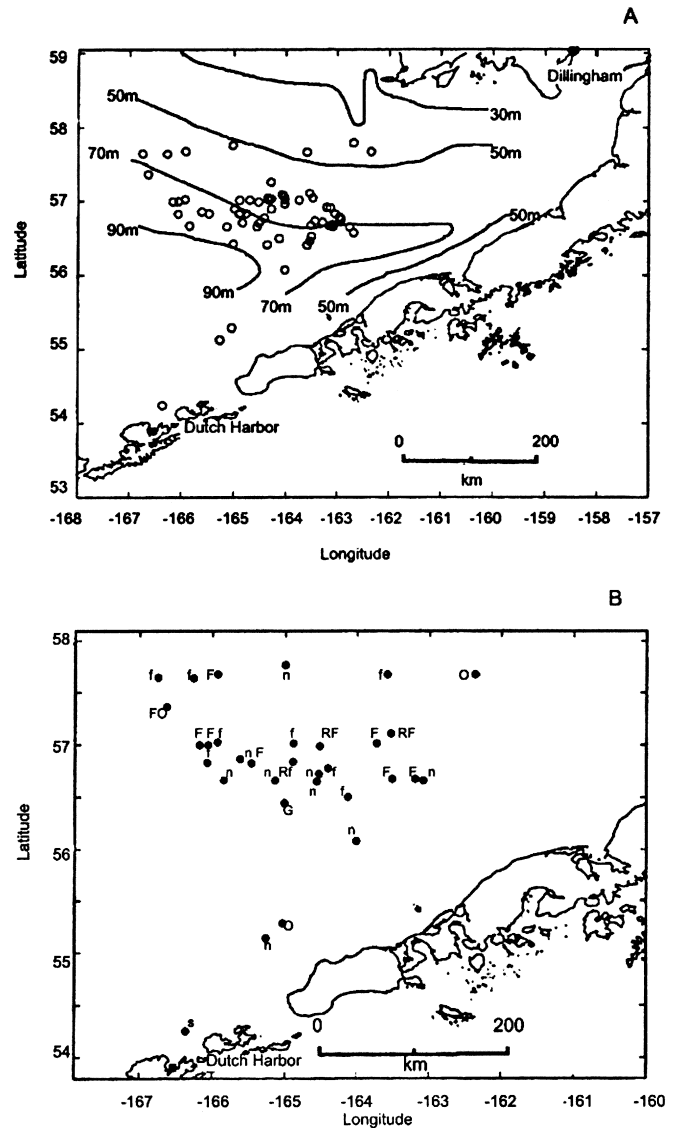 A
59
Dillingham
50m
30m
58
70m
50m
57
90m
50m
Latitude
56
90m
70m
50m
55
54
Dutch Harbor
0
200
km
53
-168
-167
-166
-165
-164
-163
-162
-161
-160
-159
-158
-157
Longitude
B
58
f
f
F
n
f
O
FO
F F f
f
RF
F
RF
57
f
n F
n
n
Rf
n
f
n
F
F
n
f
G
n
Latitude
56
O
n
55
s
0
200
54
Dutch Harbor
km
-167
-166
-165
-164
-163
-162
-161
-160
Longitude